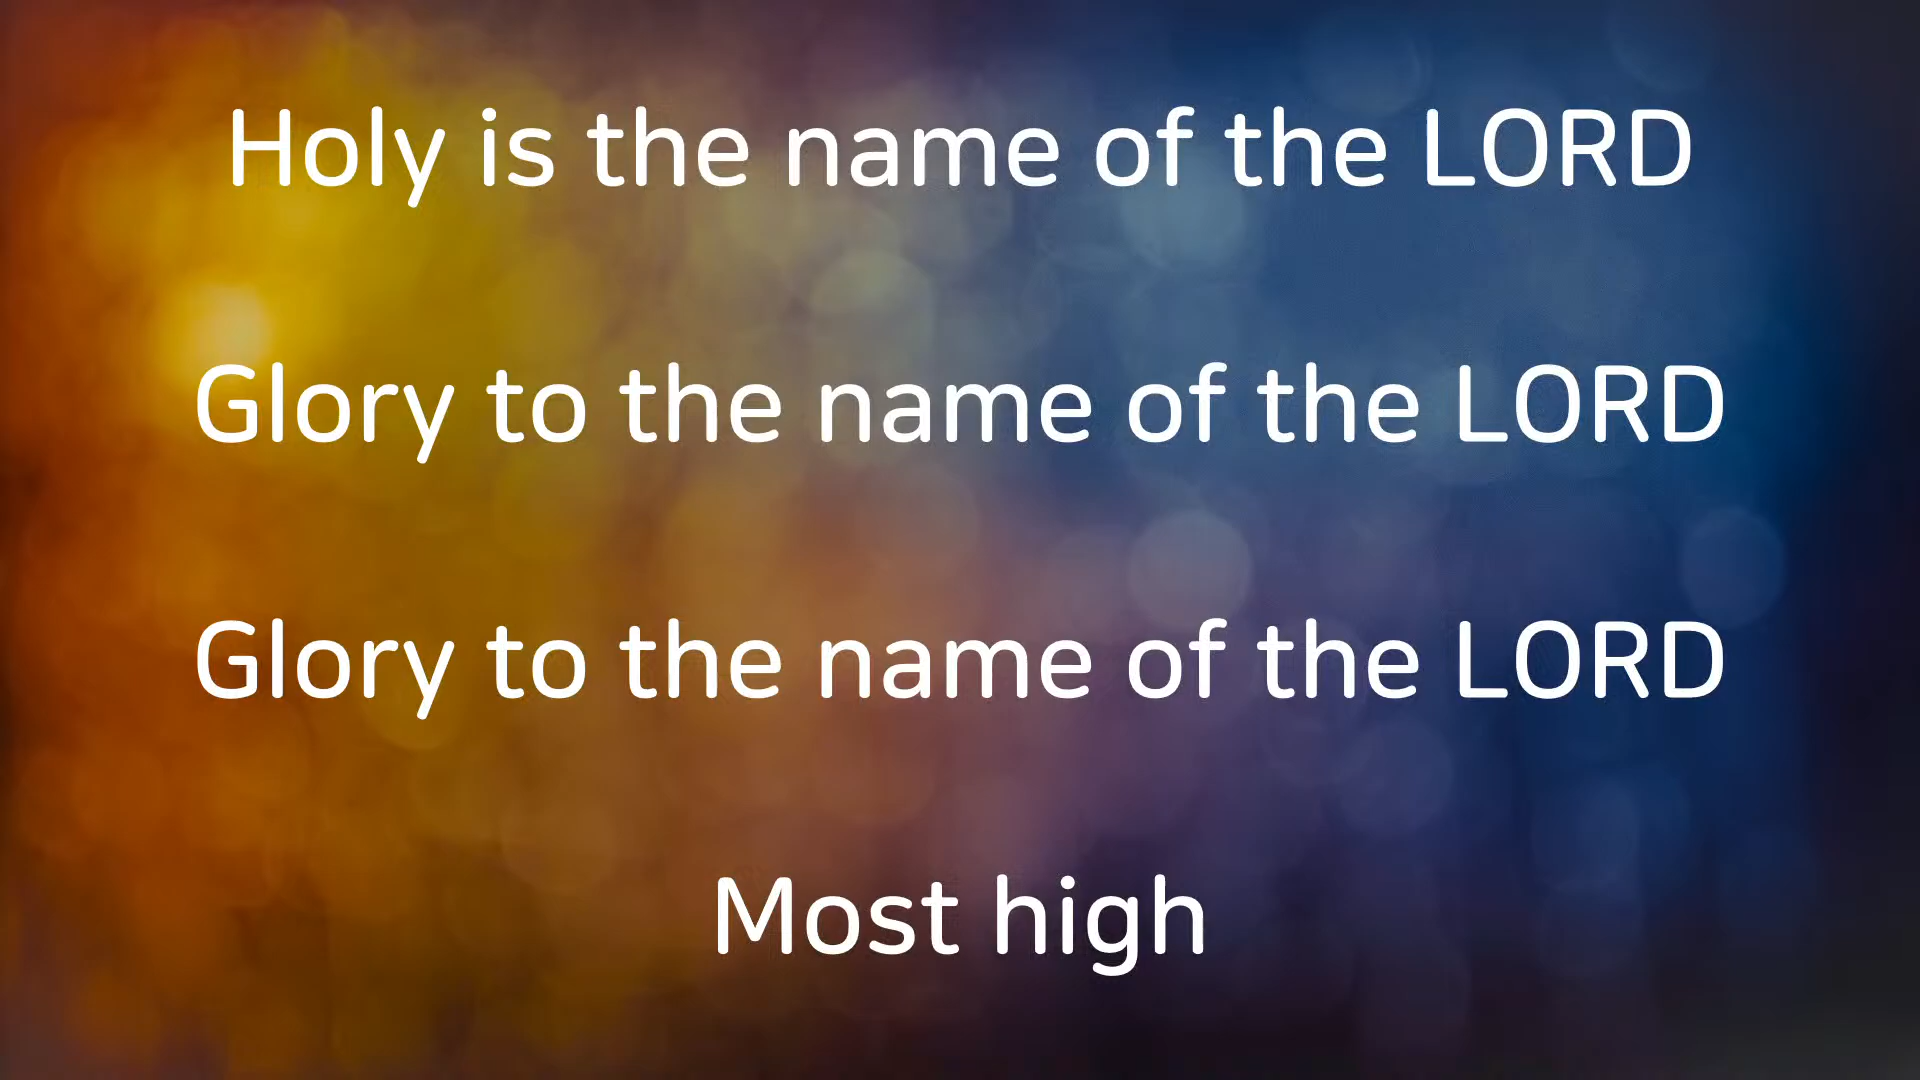 Holy is the name of the LORD
Glory to the name of the LORD
Glory to the name of the LORD
Most high